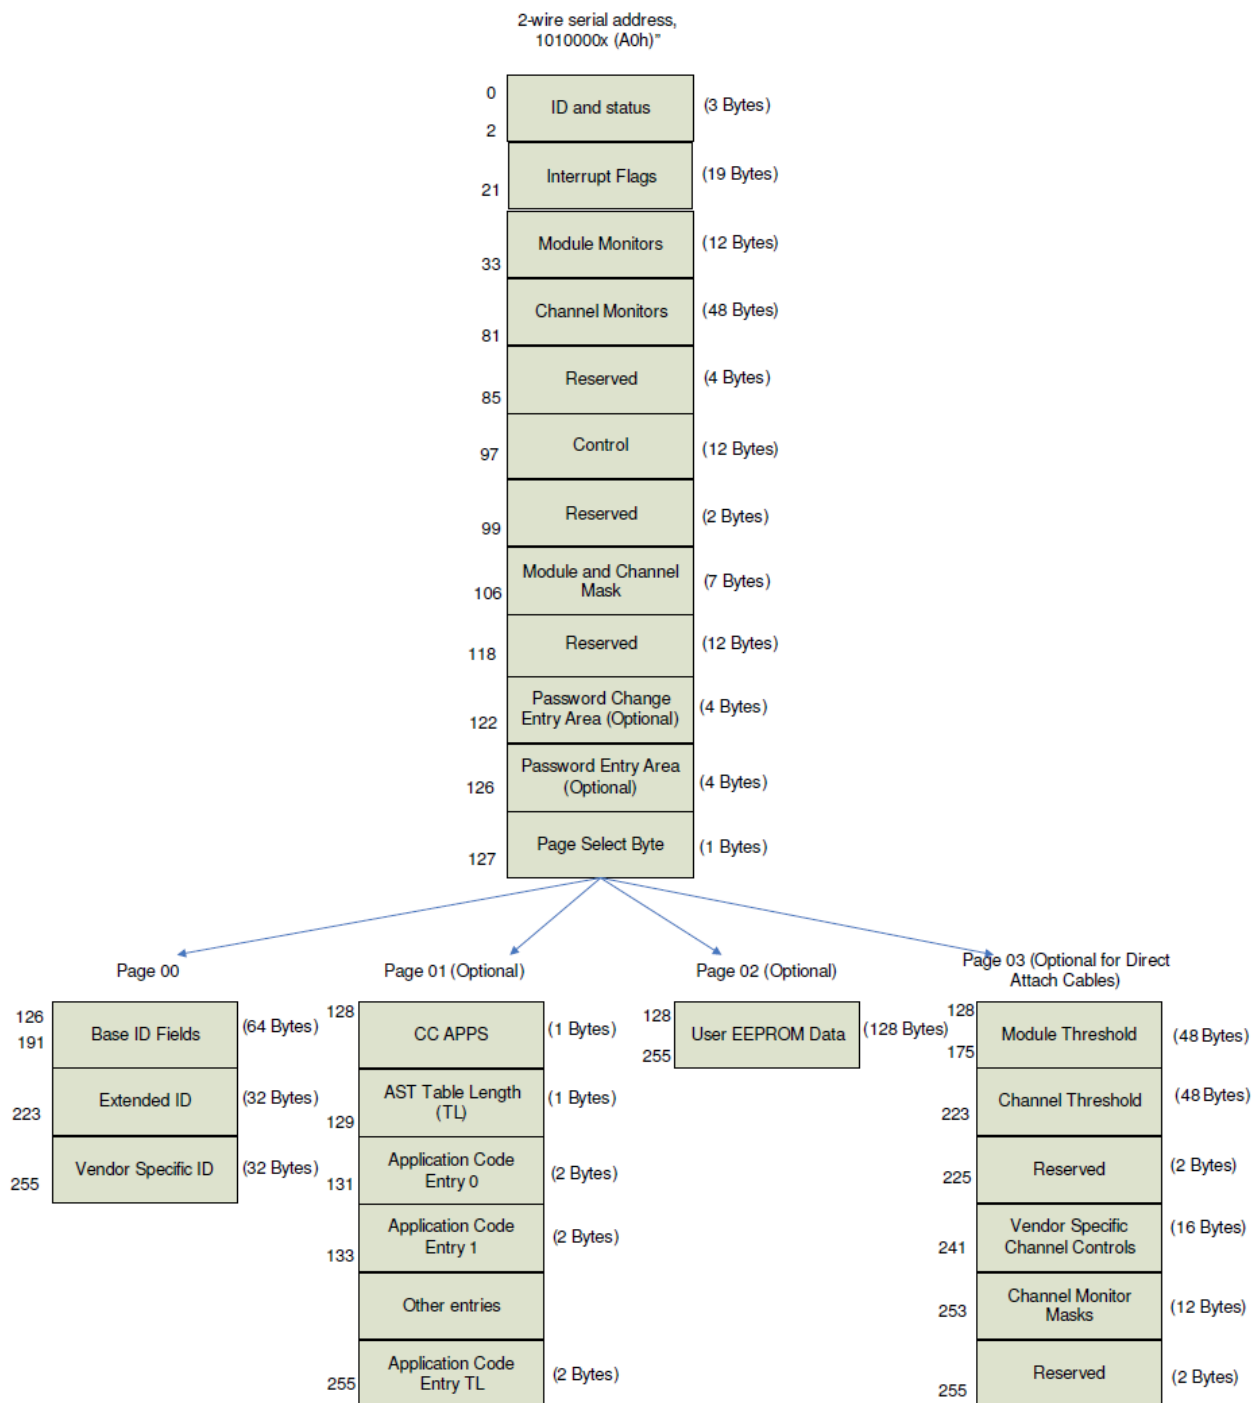 2-wire serial address,
1010000x (A0h)”
0
ID and status
(3 Bytes)
2
Interrupt Flags
(19 Bytes)
21
Module Monitors
(12 Bytes)
33
Channel Monitors
(48 Bytes)
81
Reserved
(4 Bytes)
85
Control
(12 Bytes)
97
Reserved
(2 Bytes)
99
Module and Channel
Mask
(7 Bytes)
106
Reserved
(12 Bytes)
118
Password Change
Entry Area (Optional)
(4 Bytes)
122
Password Entry Area
(Optional)
(4 Bytes)
126
Page Select Byte
(1 Bytes)
127
Page 00
126
191
Base ID Fields
(64 Bytes)
Extended ID
(32 Bytes)
223
Vendor Specific ID
(32 Bytes)
255
Page 01 (Optional)
128
CC APPS
(1 Bytes)
AST Table Length
(TL)
(1 Bytes)
129
Application Code
Entry 0
(2 Bytes)
131
Application Code
Entry 1
(2 Bytes)
133
Other entries
Application Code
Entry TL
(2 Bytes)
255
Page 02 (Optional)
128
User EEPROM Data
(128 Bytes)
255
Page 03 (Optional for Direct
Attach Cables)
128
Module Threshold
(48 Bytes)
175
Channel Threshold
(48 Bytes)
223
Reserved
(2 Bytes)
225
Vendor Specific
Channel Controls
(16 Bytes)
241
Channel Monitor
Masks
(12 Bytes)
253
Reserved
(2 Bytes)
255